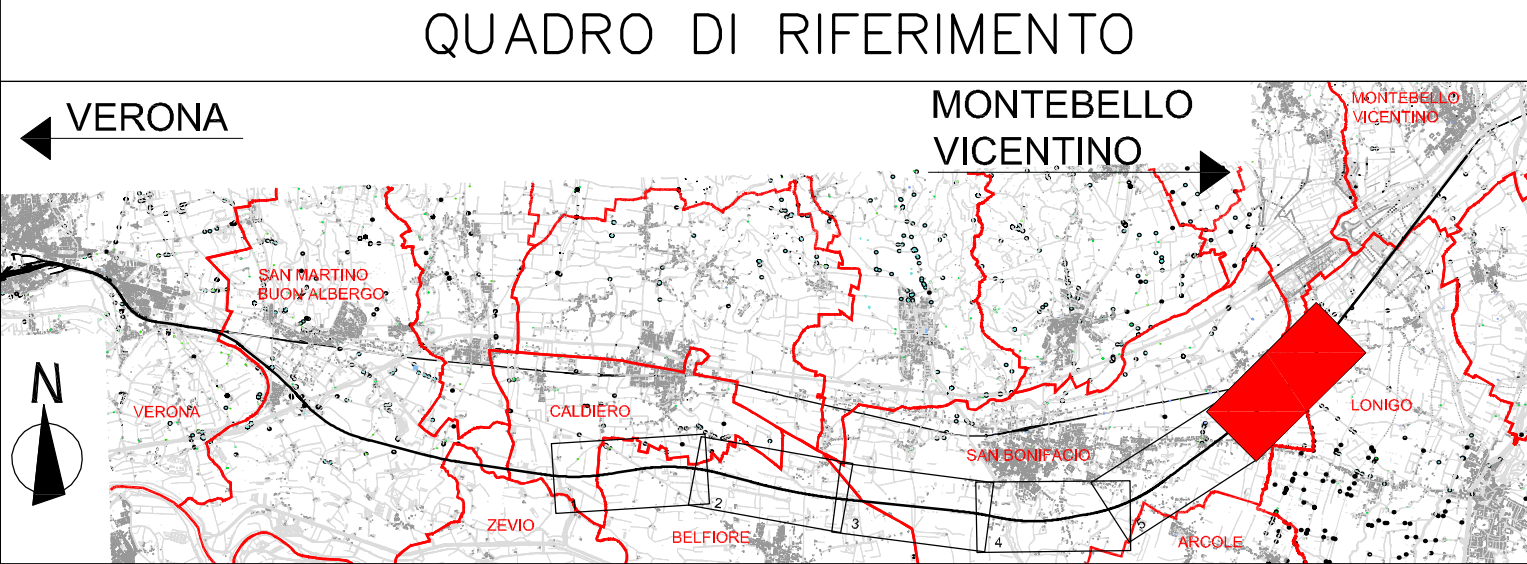 QUADRO DI RIFERIMENTO
VERONA
MONTEBELLO
VICENTINO
MONTEBELLO
VICENTINO
SAN MARTINO
BUON ALBERGO
N
VERONA
CALDIERO
LONIGO
SAN BONIFACIO
1
2
3
4
5
ZEVIO
BELFIORE
ARCOLE